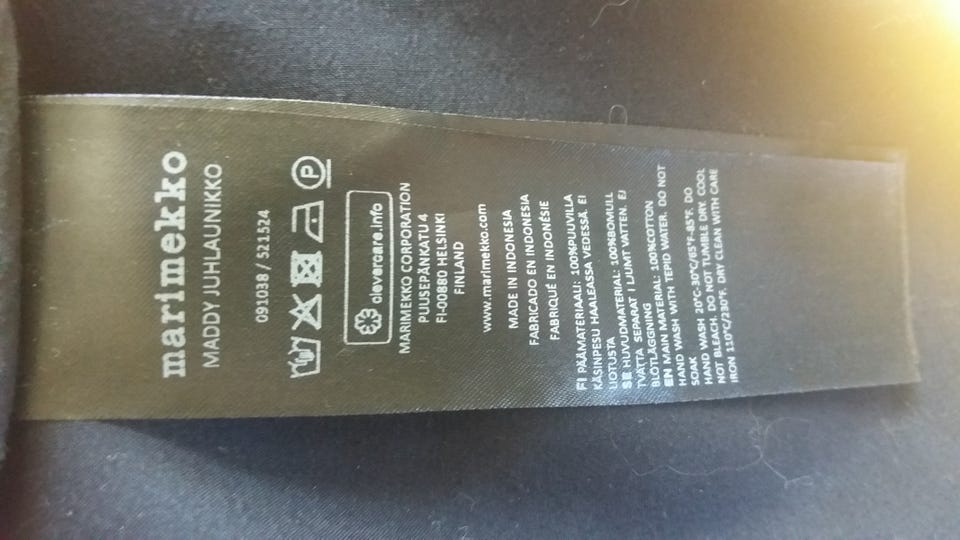 marimekko
MADDY JUHLAUNIKKO
091038 / 521524
P
clevercare.info
MARIMEKKO CORPORATION
PUUSEPÄNKATU 4
FI-00880 HELSINKI
FINLAND
www.marimekko.com
MADE IN INDONESIA
FABRICADO EN INDONESIA
FABRIQUÉ EN INDONÉSIE
FI PÄÄMATERIAALI: 100%PUUVILLA
KÄSINPESU HAALEASSA VEDESSÄ. EI
LIOTUSTA
SE HUVUDMATERIAL: 100%BOMULL
TVÄTTA SEPARAT I LJUMT VATTEN. EJ
BLÖTLÄGGNING
EN MAIN MATERIAL: 100%COTTON
HAND WASH WITH TEPID WATER. DO NOT
SOAK
HAND WASH 20°C-30°C/65°F-85°F. DO
NOT BLEACH. DO NOT TUMBLE DRY. COOL
IRON 110°C/230°F. DRY CLEAN WITH CARE